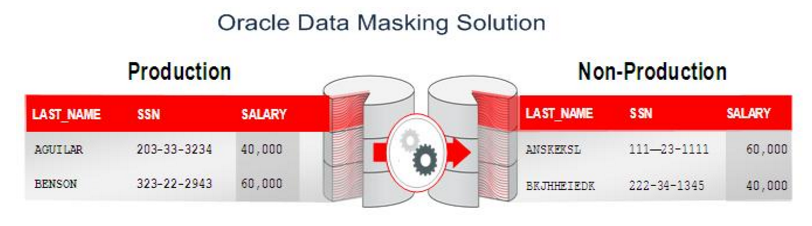 Oracle Data Masking Solution
Production
LAST_NAME SSN SALARY
AGUILAR 203-33-3234 40,000
BENSON 323-22-2943 60,000
Non-Production
LAST_NAME SSN SALARY
ANSKEKSL 111—23-1111 60,000
BKJHHEIEDK 222-34-1345 40,000